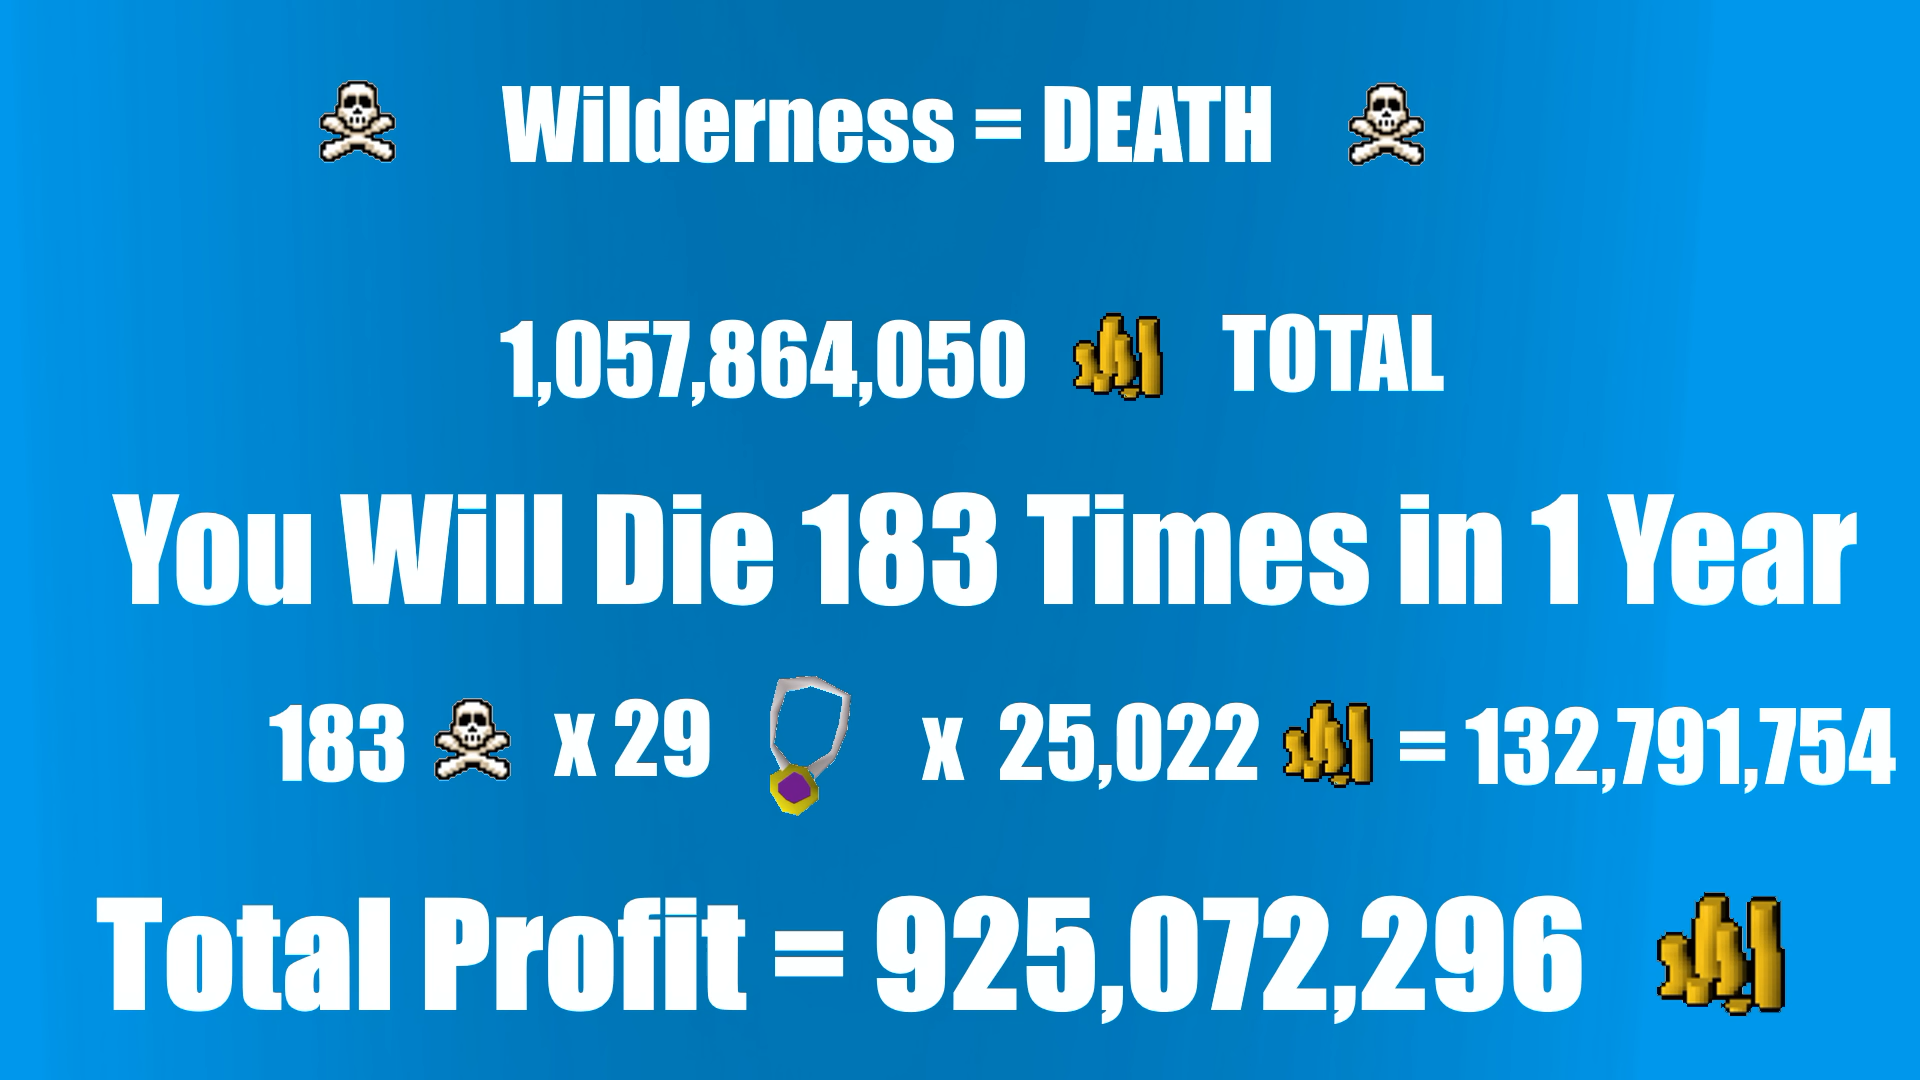 Wilderness = DEATH
1,057,864,050 TOTAL
You Will Die 183 Times in 1 Year
183 x 29 x 25,022 = 132,791,754
Total Profit = 925,072,296